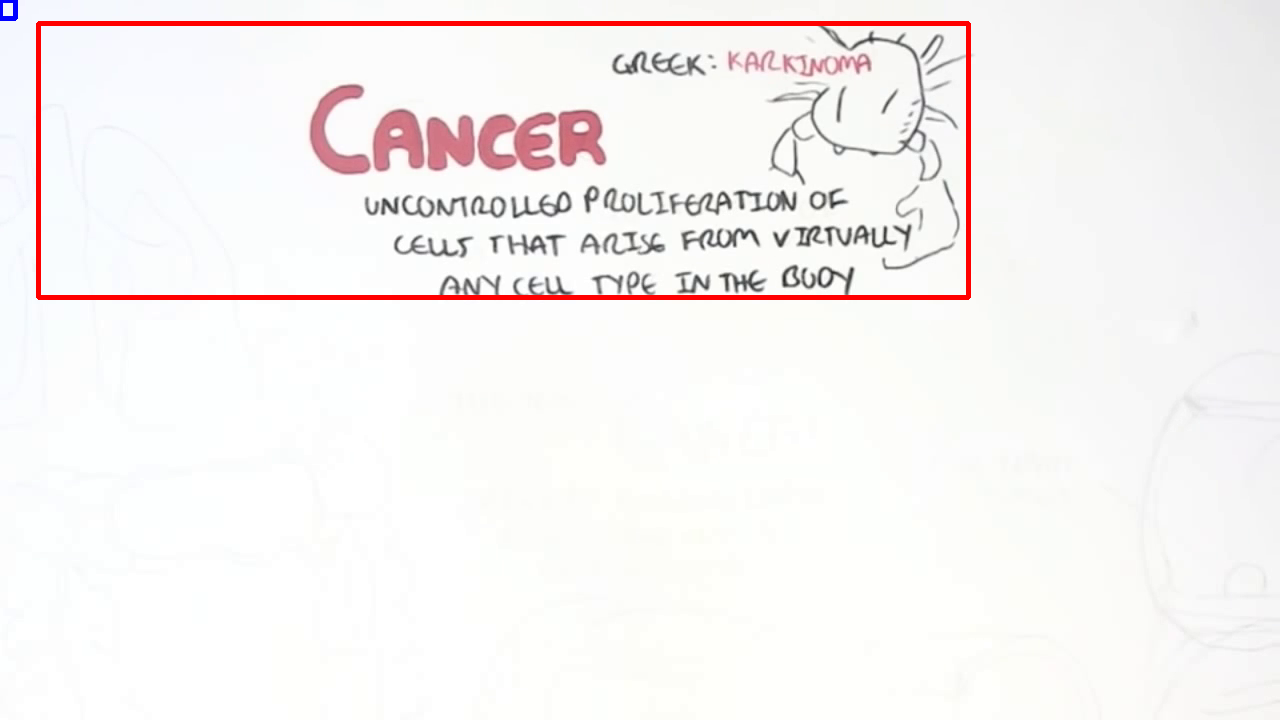 GREEK: KARKINOMA
CANCER
UNCONTROLLED PROLIFERATION OF
CELLS THAT ARISE FROM VIRTUALLY
ANY CELL TYPE IN THE BODY